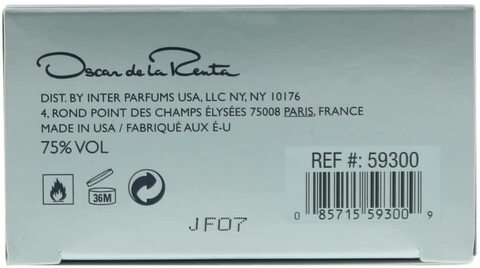 Oscar de la Renta
DIST. BY INTER PARFUMS USA, LLC NY, NY 10176
4, ROND POINT DES CHAMPS ÉLYSÉES 75008 PARIS, FRANCE
MADE IN USA / FABRIQUÉ AUX É-U
75% VOL
REF #: 59300
36M
0 85715 59300 9
JF07